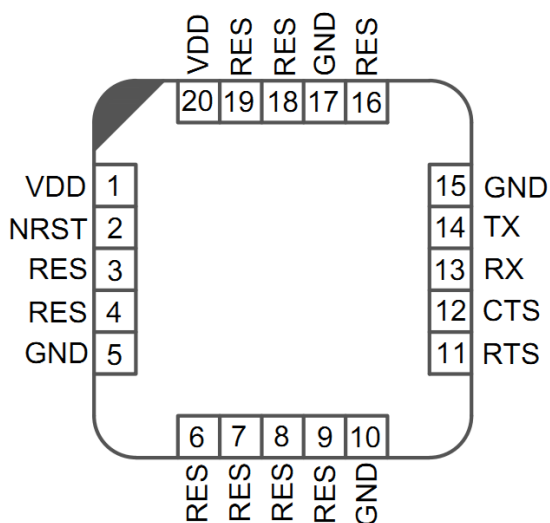 VDD RES RES GND RES
20 19 18 17 16
VDD 1 15 GND
NRST 2 14 TX
RES 3 13 RX
RES 4 12 CTS
GND 5 11 RTS
6 7 8 9 10
RES RES RES RES GND